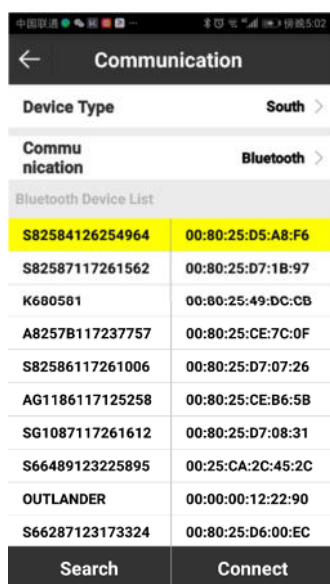 中国联通 傍晚5:02
Communication
Device Type South
Commu
nication
Bluetooth
Bluetooth Device List
S82584126254964 00:80:25:D5:A8:F6
S82587117261562 00:80:25:D7:1B:97
K680581 00:80:25:49:DC:CB
A8257B117237757 00:80:25:CE:7C:0F
S82586117261006 00:80:25:D7:07:26
AG1186117125258 00:80:25:CE:B6:5B
SG1087117261612 00:80:25:D7:08:31
S66489123225895 00:25:CA:2C:45:2C
OUTLANDER 00:00:00:12:22:90
S66287123173324 00:80:25:D6:00:EC
Search Connect